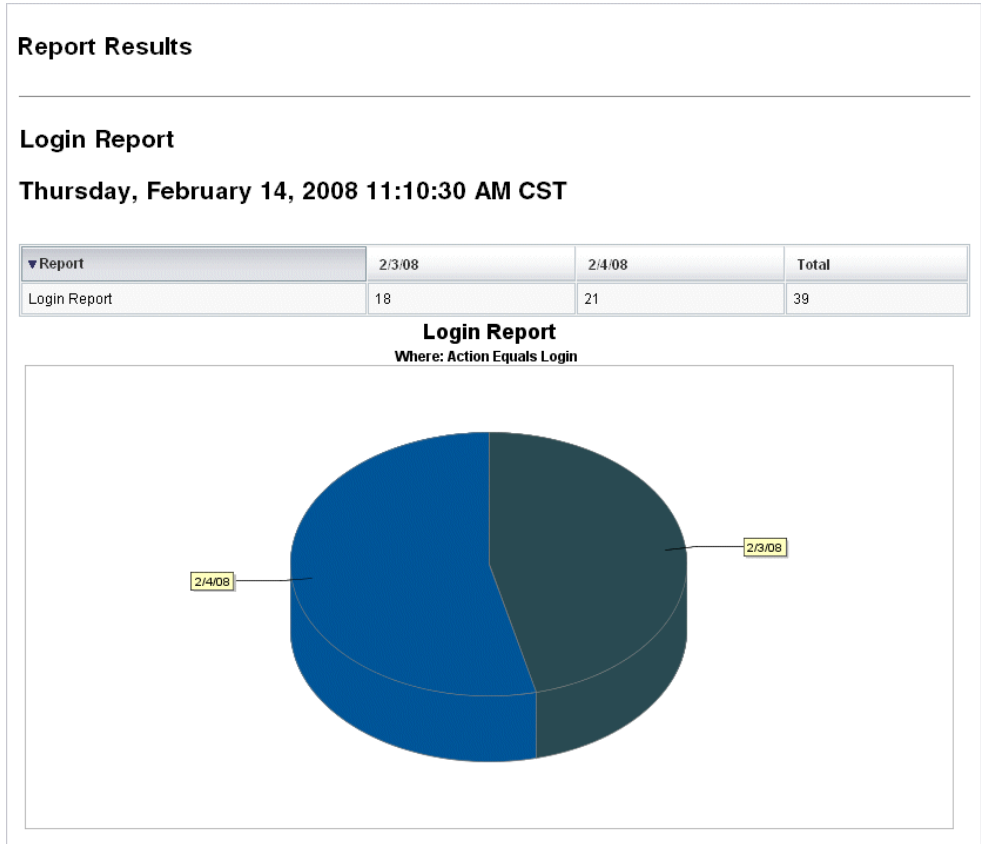 Report Results
Login Report
Thursday, February 14, 2008 11:10:30 AM CST
▼Report 2/3/08 2/4/08 Total
Login Report 18 21 39
Login Report
Where: Action Equals Login
2/3/08
2/4/08